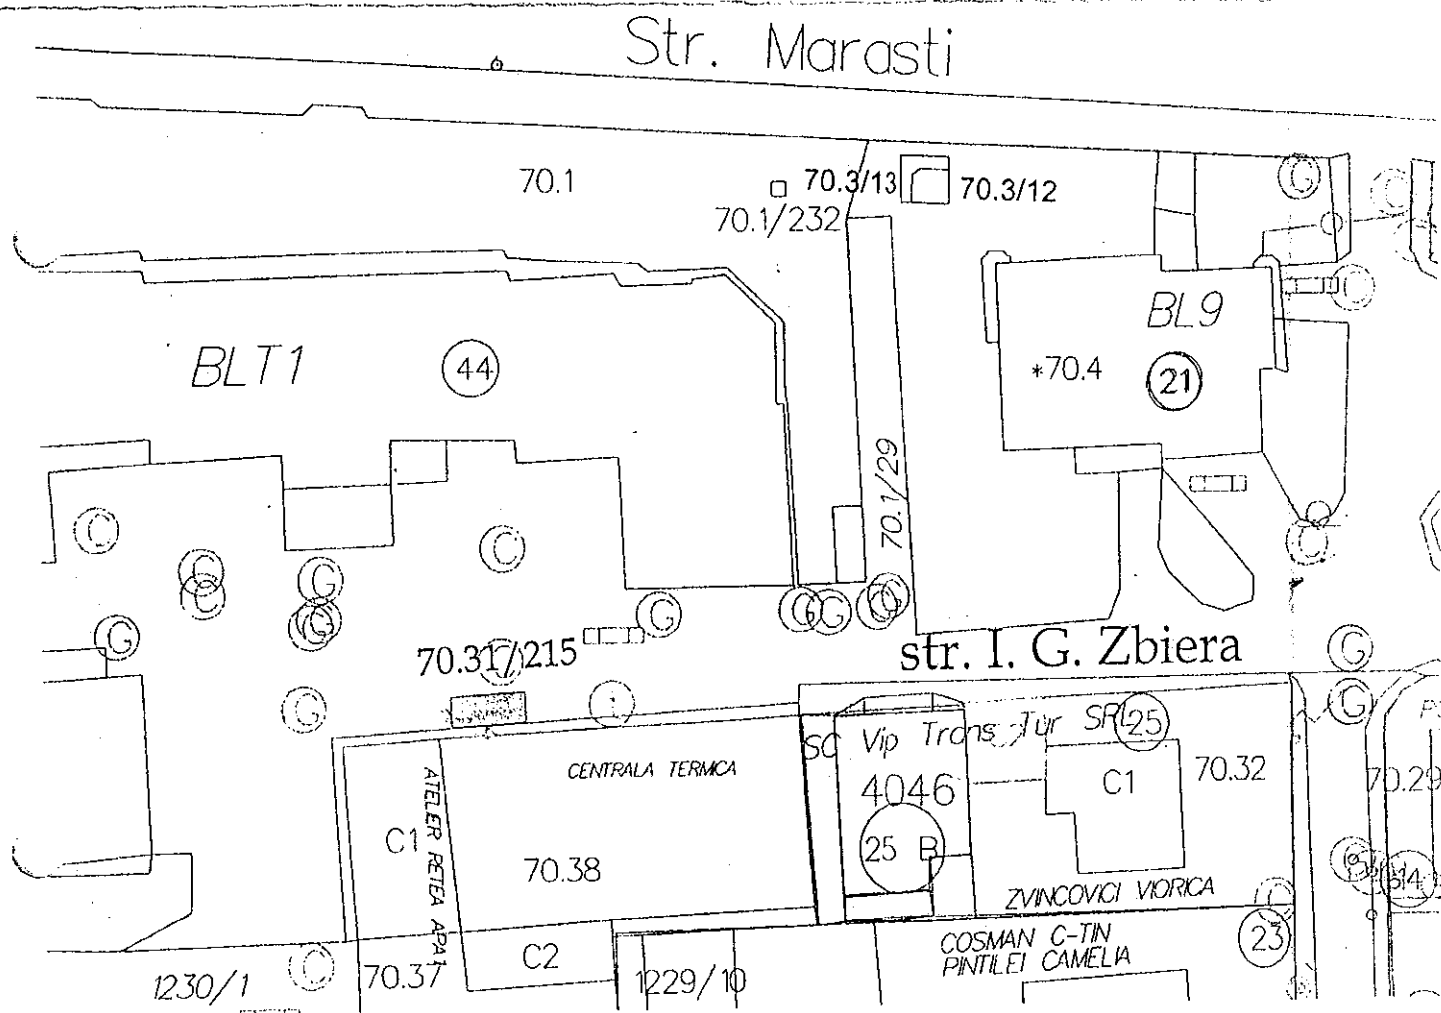 Str. Marasti
70.1
70.3/13
70.3/12
70.1/232
BL9
BLT1
44
*70.4
21
70.1/29
C
G
C
C
G
C
C
G
G
G
G
G
G
C
G
70.31/215
str. I. G. Zbiera
G
G
G
SC Vip Trans Tur SRL
25
CENTRALA TERMICA
4046
C1
70.32
70.29
ATELER RETEA APA
C1
25 B
70.38
ZVINCOVICI VIORICA
14
C
COSMAN C-TIN
PINTILEI CAMELIA
23
C2
C
1230/1
70.37
1229/10